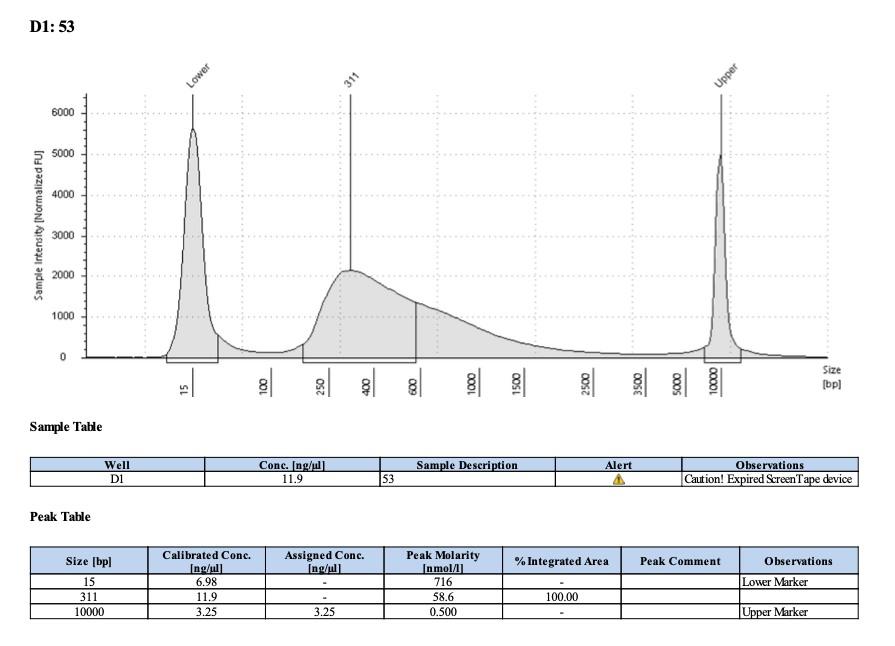 D1: 53
Lower
311
Upper
Sample Intensity [Normalized FU]
6000
5000
4000
3000
2000
1000
0
15
100
250
400
600
1000
1500
2500
3500
5000
10000
Size
[bp]
Sample Table
Well Conc. [ng/µl] Sample Description Alert Observations
D1 11.9 53 Caution! Expired ScreenTape device
Peak Table
Size [bp] Calibrated Conc. [ng/µl] Assigned Conc. [ng/µl] Peak Molarity [nmol/l] % Integrated Area Peak Comment Observations
15 6.98 - 716 - Lower Marker
311 11.9 - 58.6 100.00
10000 3.25 3.25 0.500 - Upper Marker